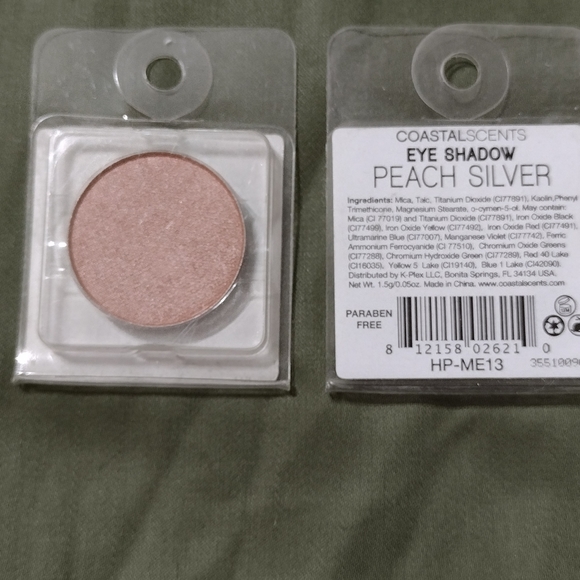 COASTALSCENTS
EYE SHADOW
PEACH SILVER
Ingredients: Mica, Talc, Titanium Dioxide (CI77891), Kaolin, Phenyl
Trimethicone, Magnesium Stearate, o-cymen-5-ol. May contain:
Mica (CI 77019) and Titanium Dioxide (CI77891), Iron Oxide Black
(CI77499), Iron Oxide Yellow (CI77492), Iron Oxide Red (CI77491),
Ultramarine Blue (CI77007), Manganese Violet (CI77742), Ferric
Ammonium Ferrocyanide (CI 77510), Chromium Oxide Greens
(CI77288), Chromium Hydroxide Green (CI77289), Red 40 Lake
(CI16035), Yellow 5 Lake (CI19140), Blue 1 Lake (CI42090).
Distributed by K-Plex LLC, Bonita Springs, FL 34134 USA.
Net Wt. 1.5g/0.05oz. Made in China. www.coastalscents.com
PARABEN
FREE
8 12158 02621 0
HP-ME13